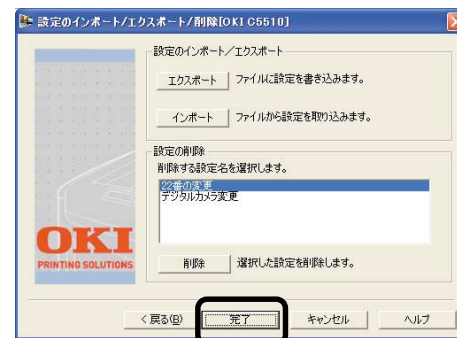 設定のインポート/エクスポート/削除[OKI C5510]
設定のインポート/エクスポート
エクスポート ファイルに設定を書き込みます。
インポート ファイルから設定を取り込みます。
設定の削除
削除する設定名を選択します。
22番の変更
デジタルカメラ変更
削除 選択した設定を削除します。
OKI
PRINTING SOLUTIONS
< 戻る(B) 完了 キャンセル ヘルプ